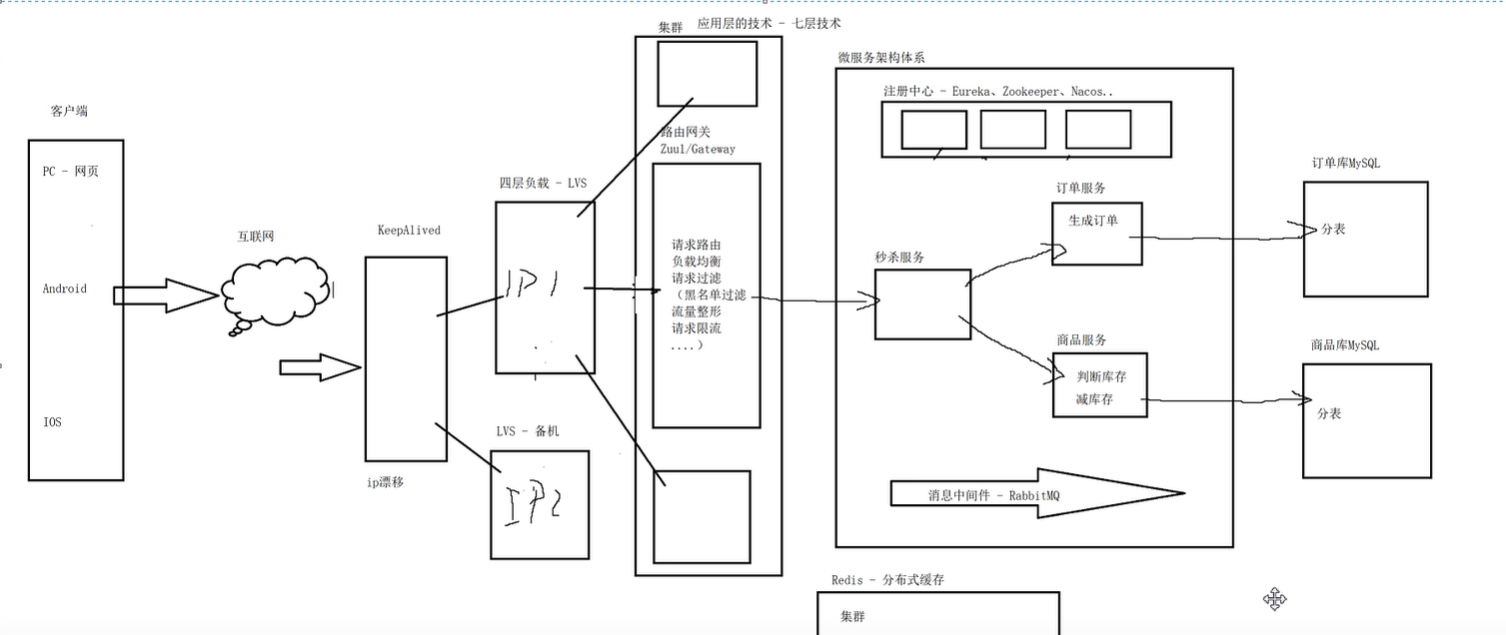 客户端
PC - 网页
Android
IOS
互联网
KeepAlived
ip漂移
四层负载 - LVS
IP1
LVS - 备机
IP2
集群
应用层的技术 - 七层技术
路由网关
Zuul/Gateway
请求路由
负载均衡
请求过滤
（黑名单过滤
流量整形
请求限流
....）
微服务架构体系
注册中心 - Eureka、Zookeeper、Nacos..
秒杀服务
订单服务
生成订单
商品服务
判断库存
减库存
消息中间件 - RabbitMQ
订单库MySQL
分表
商品库MySQL
分表
Redis - 分布式缓存
集群